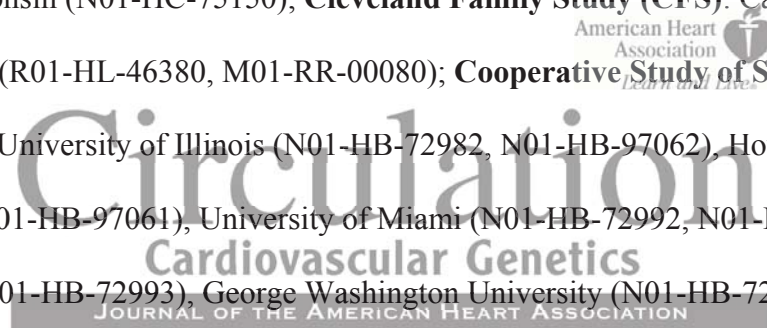 (N01-HC-75150); Cleveland Family Study (CFS): Ca
American Heart
Association
Learn and Live
(R01-HL-46380, M01-RR-00080); Cooperative Study of S
University of Illinois (N01-HB-72982, N01-HB-97062), Ho
Circulation
01-HB-97061), University of Miami (N01-HB-72992, N01-
Cardiovascular Genetics
01-HB-72993), George Washington University (N01-HB-72
JOURNAL OF THE AMERICAN HEART ASSOCIATION